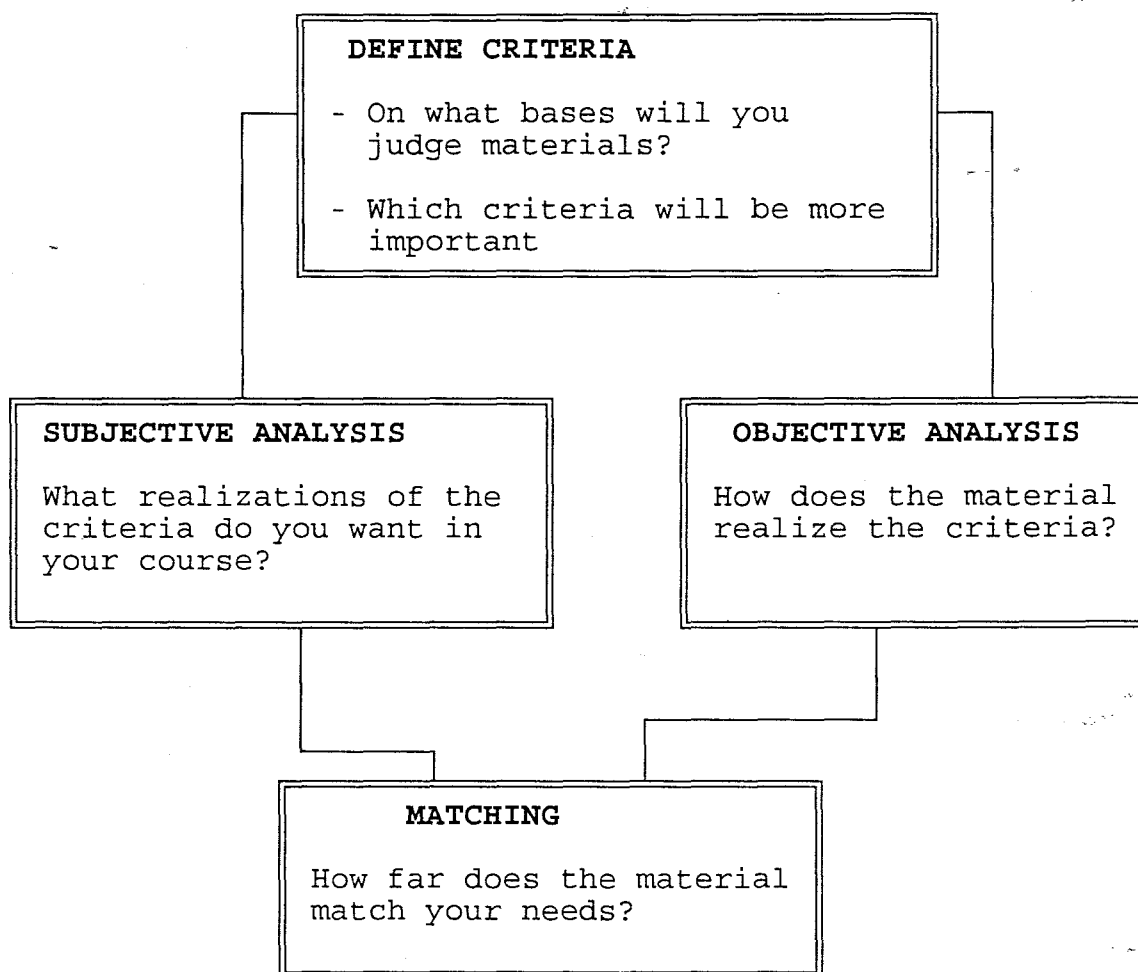 DEFINE CRITERIA
- On what bases will you
judge materials?
- Which criteria will be more
important
SUBJECTIVE ANALYSIS
What realizations of the
criteria do you want in
your course?
OBJECTIVE ANALYSIS
How does the material
realize the criteria?
MATCHING
How far does the material
match your needs?